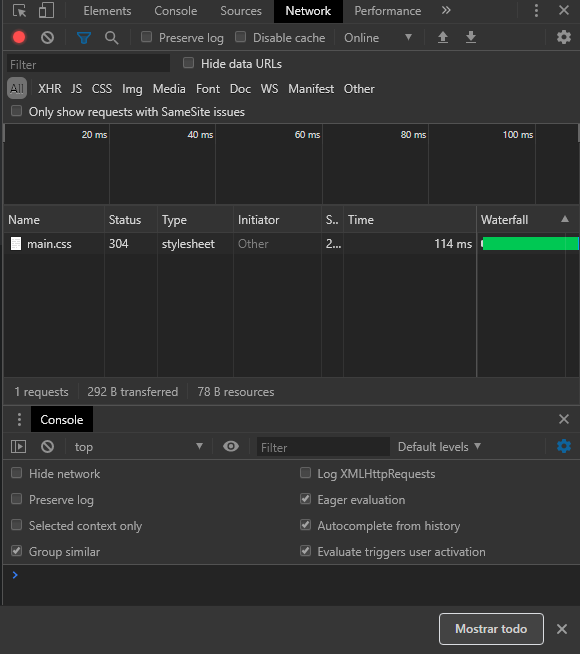 Elements Console Sources Network Performance »
Preserve log Disable cache Online ▼
Filter Hide data URLs
All XHR JS CSS Img Media Font Doc WS Manifest Other
Only show requests with SameSite issues
20 ms 40 ms 60 ms 80 ms 100 ms
Name Status Type Initiator S.. Time Waterfall ▲
main.css 304 stylesheet Other 2... 114 ms
1 requests 292 B transferred 78 B resources
Console
top ▼ Filter Default levels ▼
Hide network Log XMLHttpRequests
Preserve log Eager evaluation
Selected context only Autocomplete from history
Group similar Evaluate triggers user activation
Mostrar todo